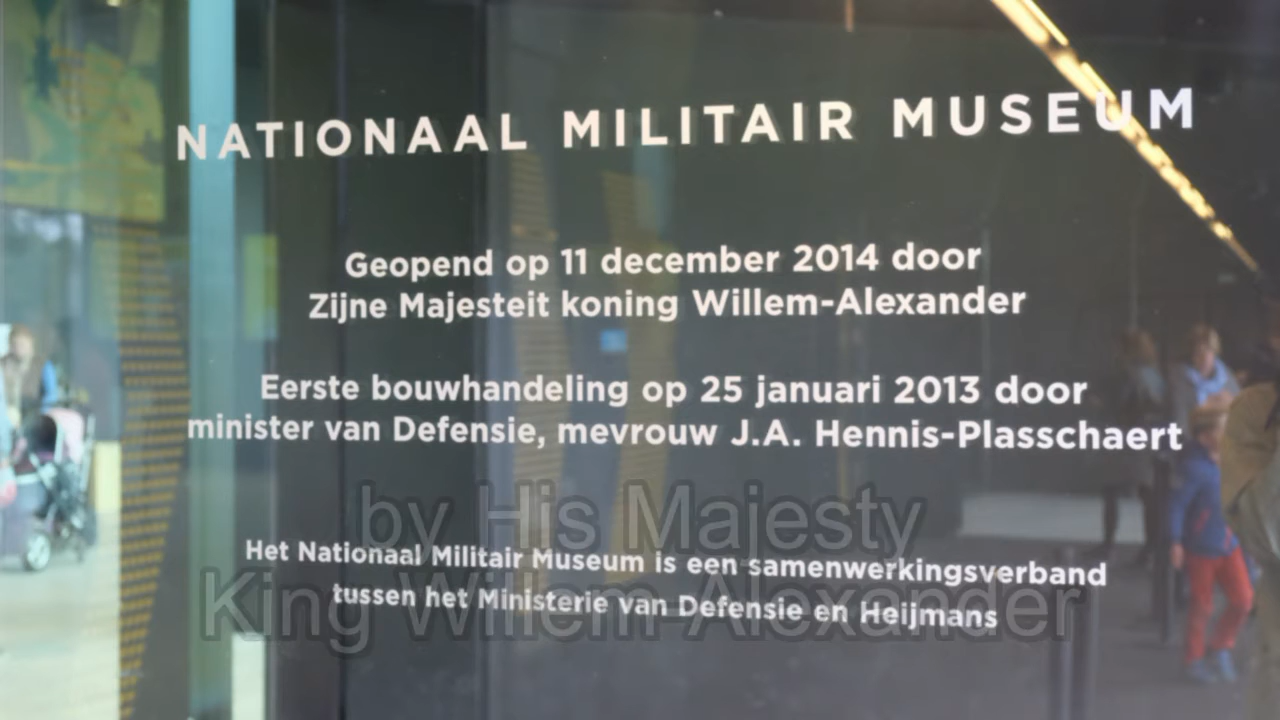 NATIONAAL MILITAIR MUSEUM
Geopend op 11 december 2014 door
Zijne Majesteit koning Willem-Alexander
Eerste bouwhandeling op 25 januari 2013 door
minister van Defensie, mevrouw J.A. Hennis-Plasschaert
by His Majesty
Het Nationaal Militair Museum is een samenwerkingsverband
King Willem-Alexander
tussen het Ministerie van Defensie en Heijmans